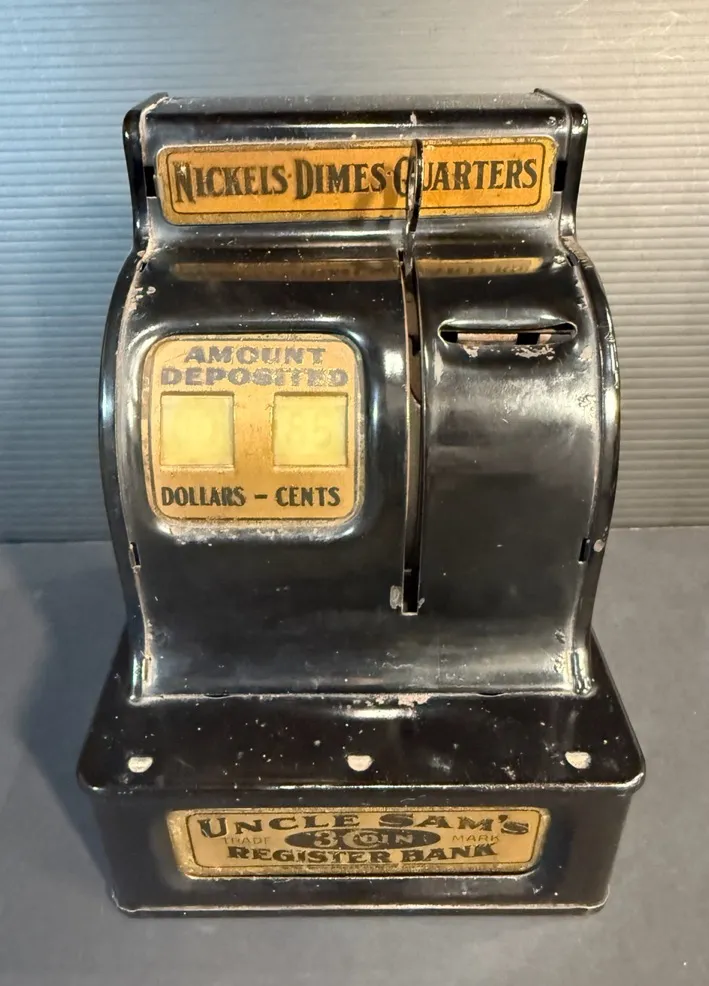 NICKELS·DIMES·QUARTERS
AMOUNT
DEPOSITED
DOLLARS - CENTS
UNCLE SAM'S
TRADE 3 COIN MARK
REGISTER BANK